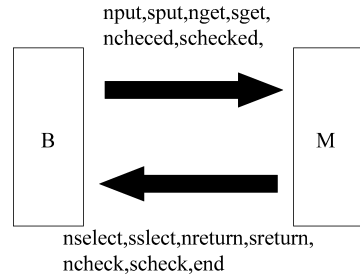 nput,sput,nget,sget,
ncheced,schecked,
B
M
nselect,sslect,nreturn,sreturn,
ncheck,scheck,end